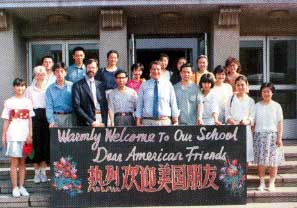 Warmly Welcome To Our School
Dear American Friends
热烈欢迎美国朋友